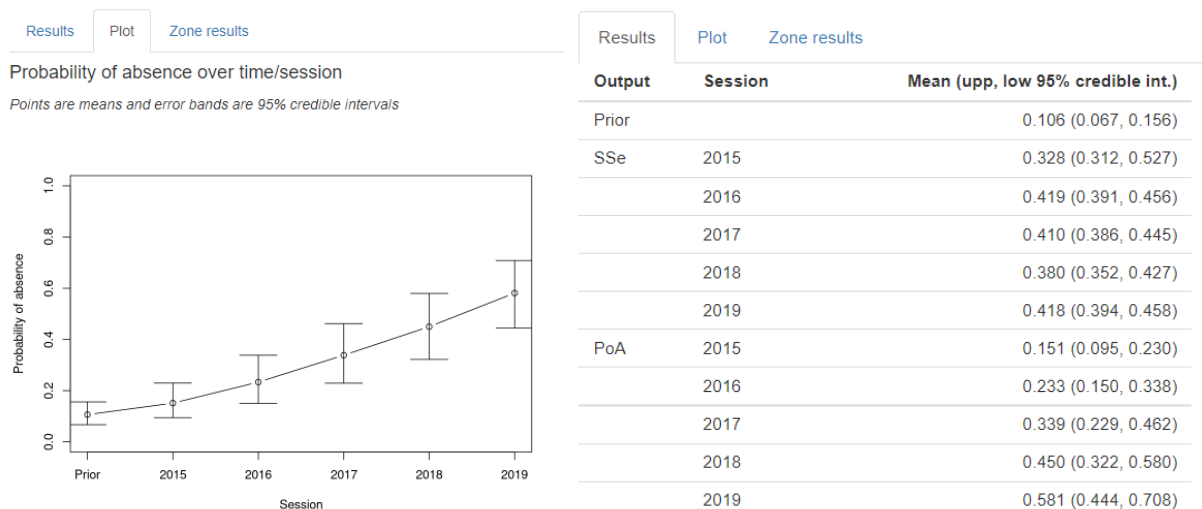 Results Plot Zone results
Probability of absence over time/session
Points are means and error bands are 95% credible intervals
1.0
0.8
0.6
0.4
0.2
0.0
Probability of absence
Prior 2015 2016 2017 2018 2019
Session
Results Plot Zone results
Output Session Mean (upp, low 95% credible int.)
Prior 0.106 (0.067, 0.156)
SSe 2015 0.328 (0.312, 0.527)
2016 0.419 (0.391, 0.456)
2017 0.410 (0.386, 0.445)
2018 0.380 (0.352, 0.427)
2019 0.418 (0.394, 0.458)
PoA 2015 0.151 (0.095, 0.230)
2016 0.233 (0.150, 0.338)
2017 0.339 (0.229, 0.462)
2018 0.450 (0.322, 0.580)
2019 0.581 (0.444, 0.708)